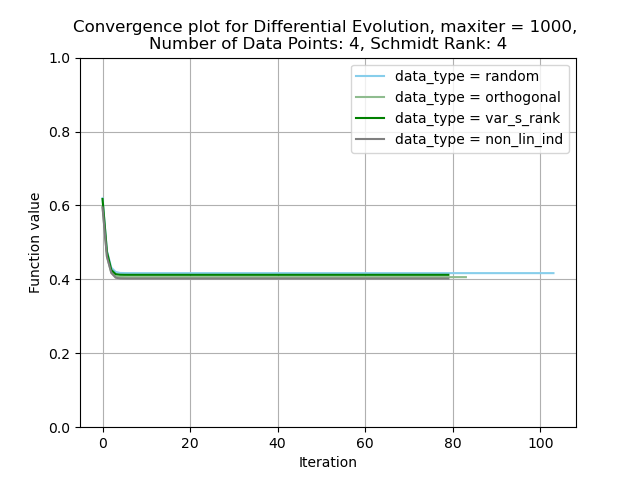 Convergence plot for Differential Evolution, maxiter = 1000,
Number of Data Points: 4, Schmidt Rank: 4
data_type = random
data_type = orthogonal
data_type = var_s_rank
data_type = non_lin_ind
Function value
1.0
0.8
0.6
0.4
0.2
0.0
0 20 40 60 80 100
Iteration